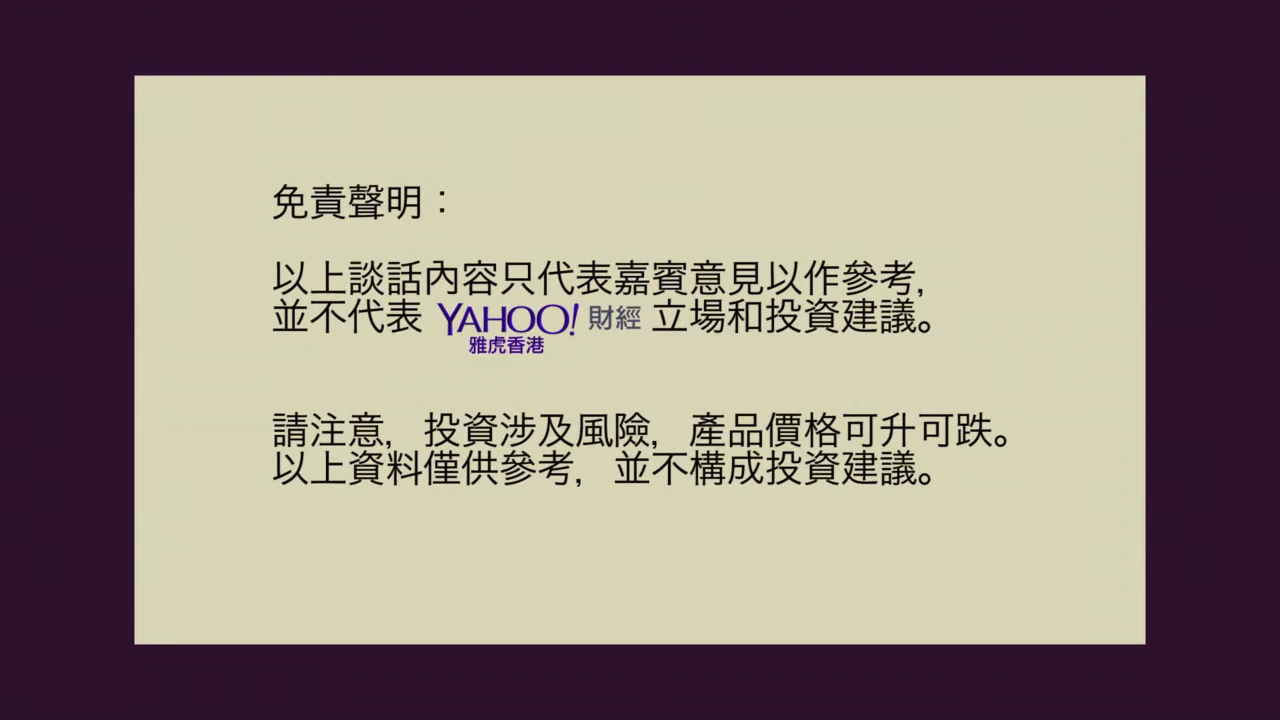 免責聲明：
以上談話內容只代表嘉賓意見以作參考,
並不代表 YAHOO! 財經 立場和投資建議。
雅虎香港
請注意, 投資涉及風險, 產品價格可升可跌。
以上資料僅供參考, 並不構成投資建議。